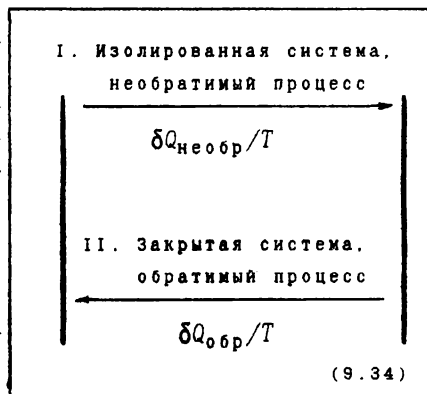 I. Изолированная система,
необратимый процесс
δQнеобр/T
II. Закрытая система,
обратимый процесс
δQобр/T
(9.34)